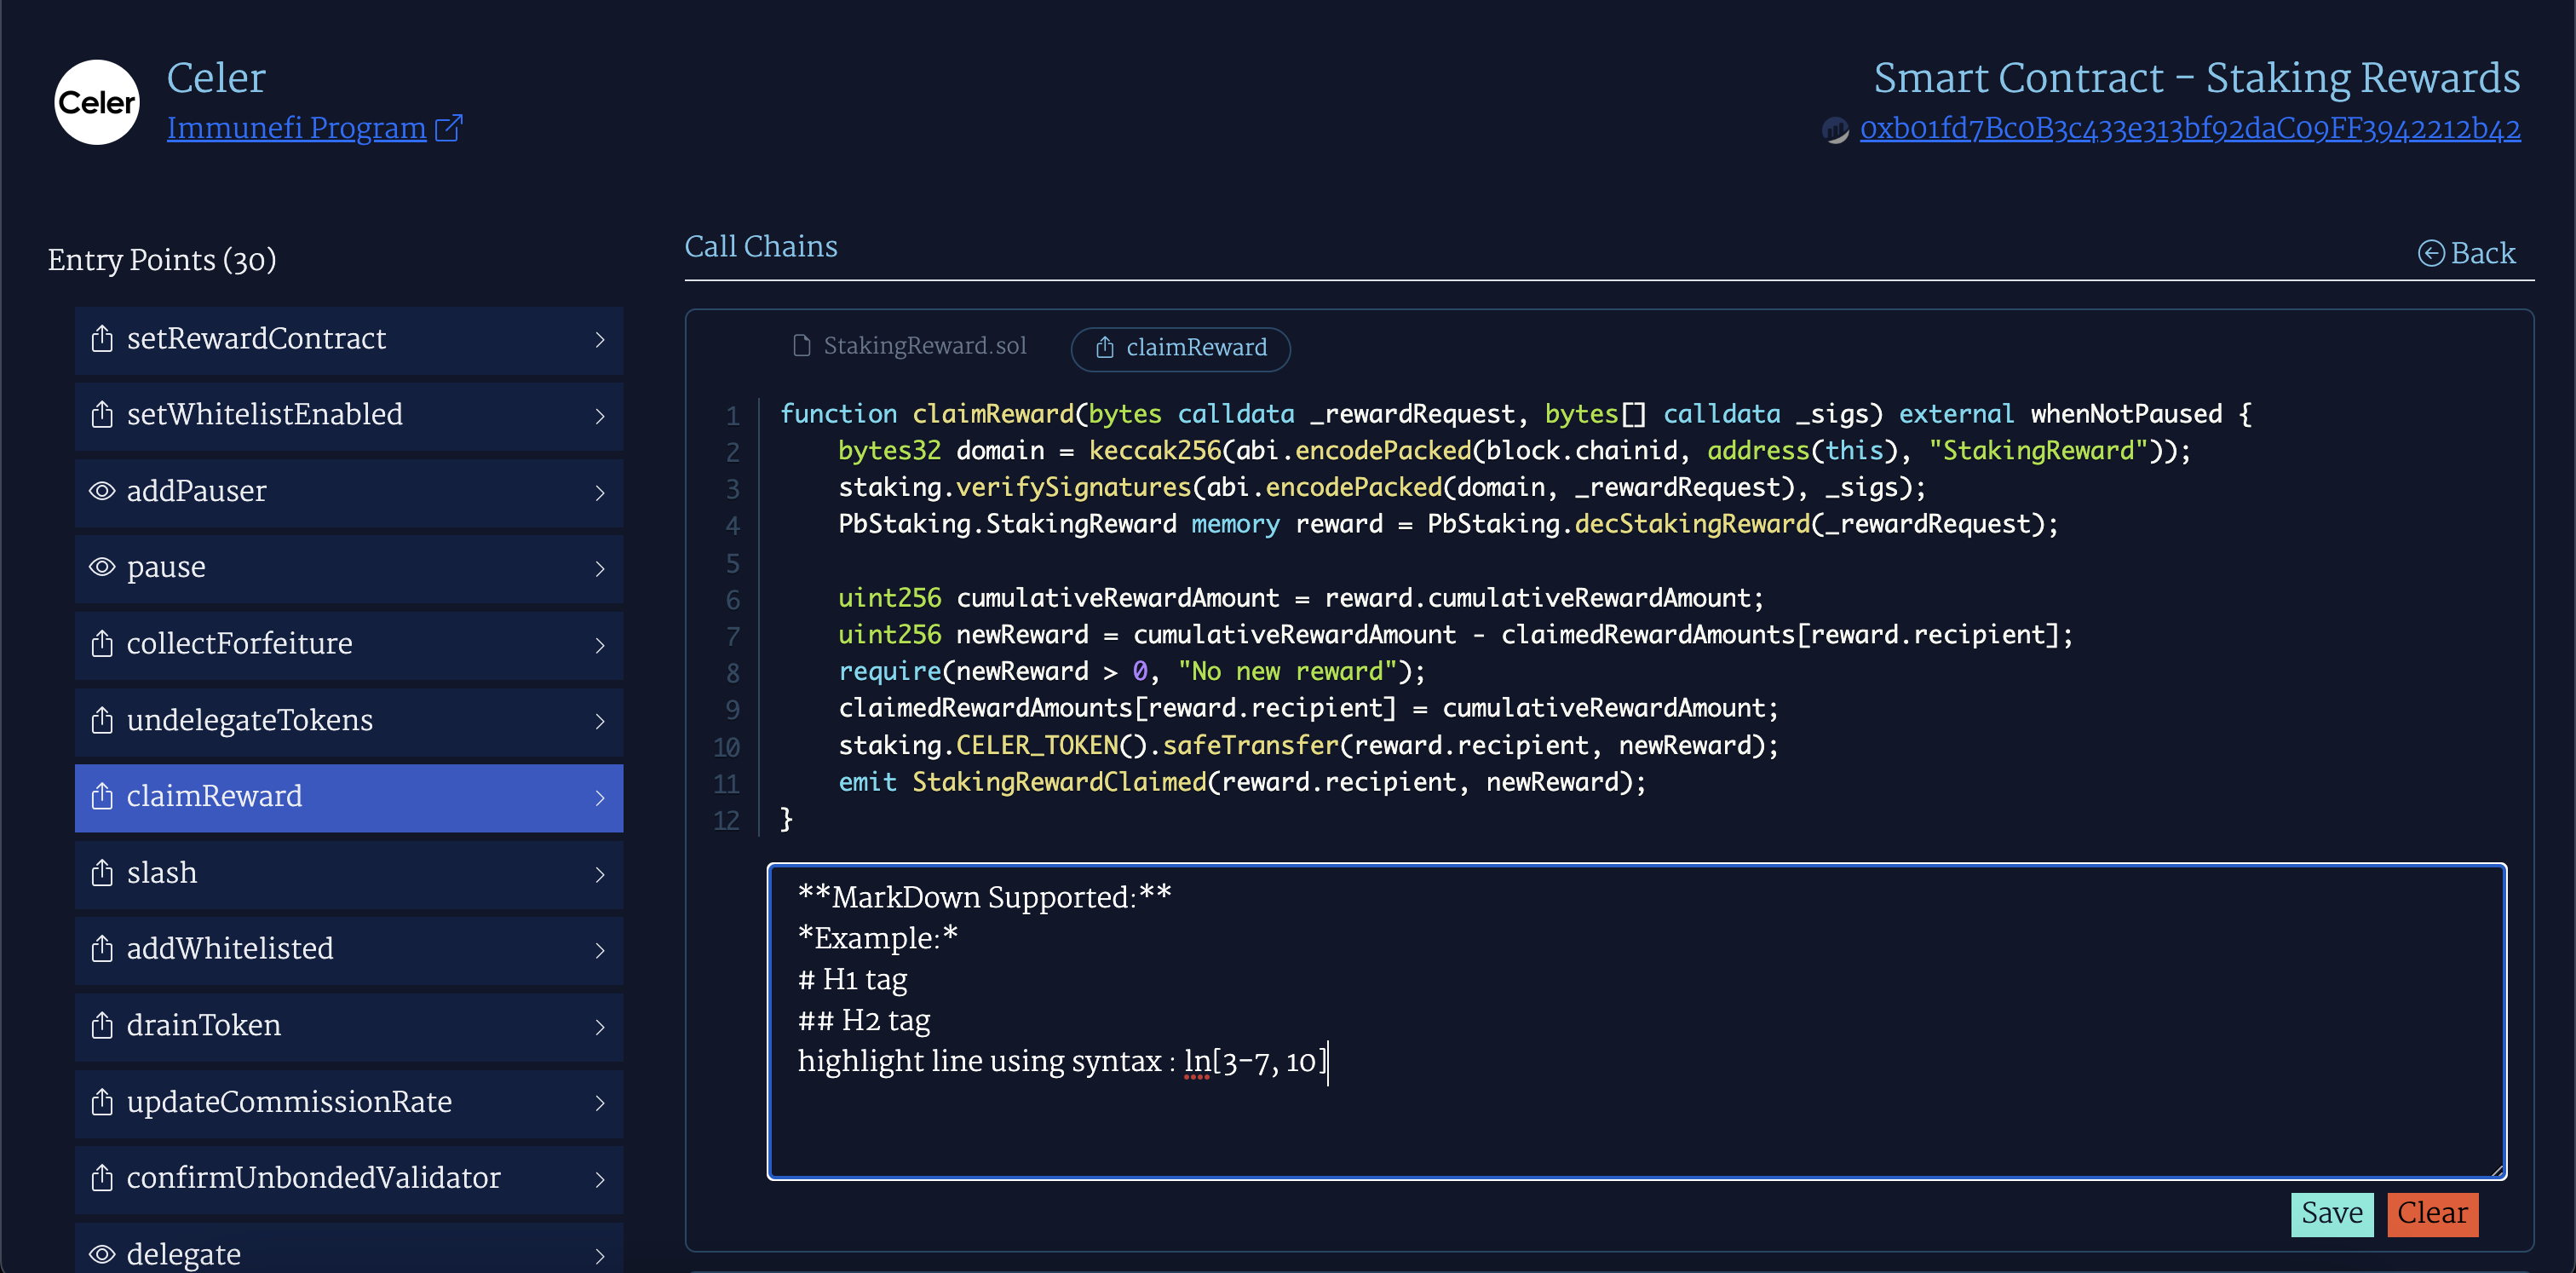 Celer
Celer
Immunefi Program
Smart Contract - Staking Rewards
0xb01fd7Bc0B3c433e313bf92daC09FF3942212b42
Entry Points (30)
setRewardContract
setWhitelistEnabled
addPauser
pause
collectForfeiture
undelegateTokens
claimReward
slash
addWhitelisted
drainToken
updateCommissionRate
confirmUnbondedValidator
delegate
Call Chains
Back
StakingReward.sol
claimReward
1 function claimReward(bytes calldata _rewardRequest, bytes[] calldata _sigs) external whenNotPaused {
2     bytes32 domain = keccak256(abi.encodePacked(block.chainid, address(this), "StakingReward"));
3     staking.verifySignatures(abi.encodePacked(domain, _rewardRequest), _sigs);
4     PbStaking.StakingReward memory reward = PbStaking.decStakingReward(_rewardRequest);
5
6     uint256 cumulativeRewardAmount = reward.cumulativeRewardAmount;
7     uint256 newReward = cumulativeRewardAmount - claimedRewardAmounts[reward.recipient];
8     require(newReward > 0, "No new reward");
9     claimedRewardAmounts[reward.recipient] = cumulativeRewardAmount;
10     staking.CELER_TOKEN().safeTransfer(reward.recipient, newReward);
11     emit StakingRewardClaimed(reward.recipient, newReward);
12 }
**MarkDown Supported:**
*Example:*
# H1 tag
## H2 tag
highlight line using syntax : ln[3-7, 10]
Save
Clear